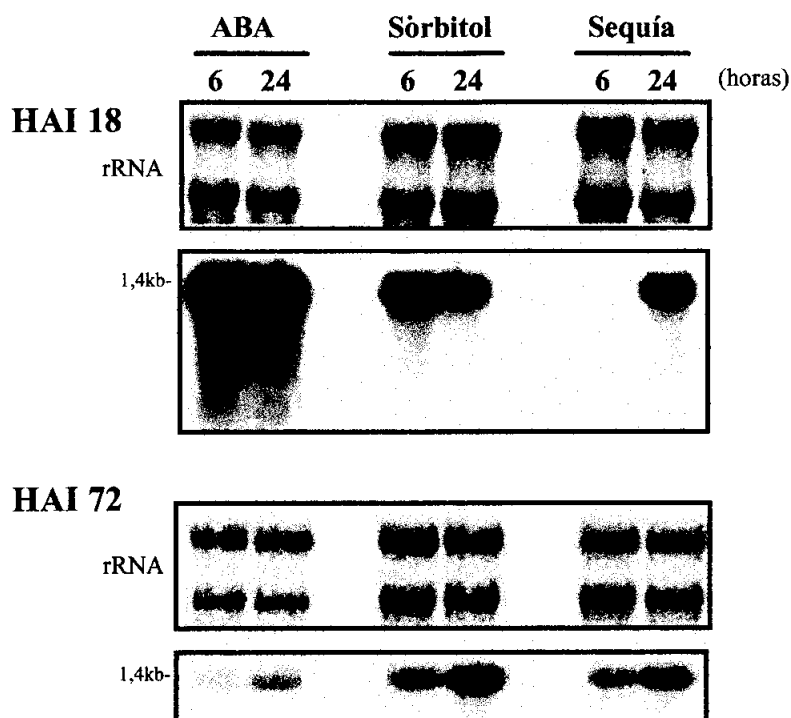 ABA Sorbitol Sequía
6 24 6 24 6 24 (horas)
HAI 18
rRNA
1,4kb-
HAI 72
rRNA
1,4kb-